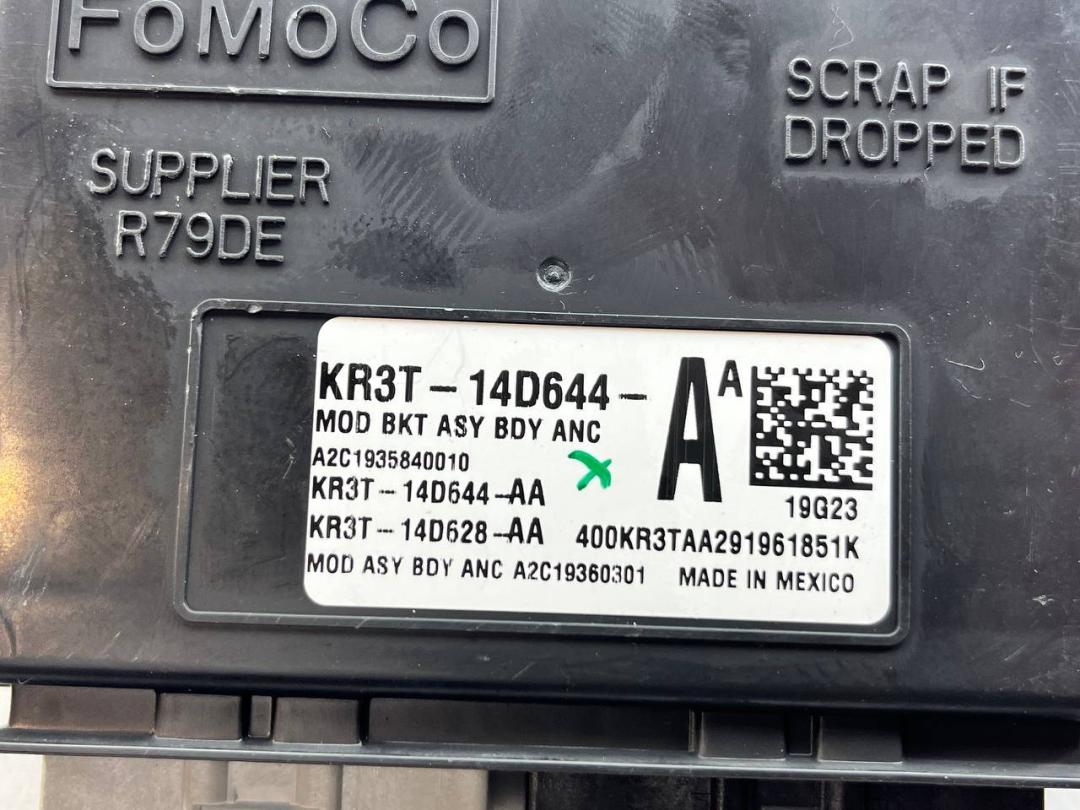 FoMoCo
SCRAP IF
DROPPED
SUPPLIER
R79DE
KR3T-14D644-AA
MOD BKT ASY BDY ANC
A2C1935840010
KR3T-14D644-AA
19G23
KR3T-14D628-AA 400KR3TAA291961851K
MOD ASY BDY ANC A2C19360301 MADE IN MEXICO